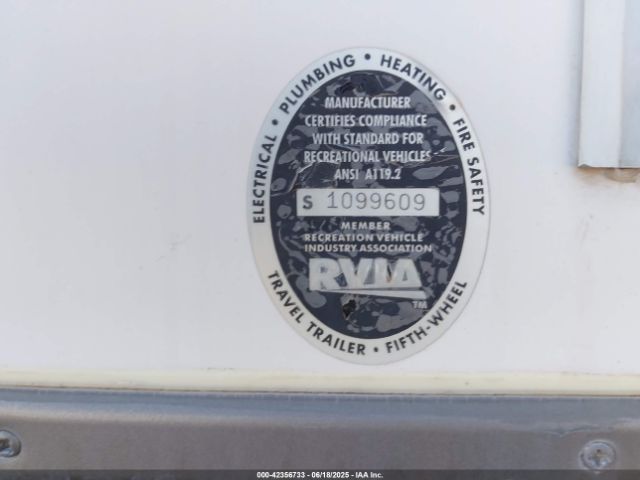 ELECTRICAL • PLUMBING • HEATING • FIRE SAFETY
MANUFACTURER
CERTIFIES COMPLIANCE
WITH STANDARD FOR
RECREATIONAL VEHICLES
ANSI A119.2
S 1099609
MEMBER
RECREATION VEHICLE
INDUSTRY ASSOCIATION
RVIA
TM
TRAVEL TRAILER • FIFTH-WHEEL
000-42356733 - 06/18/2025 - IAA Inc.